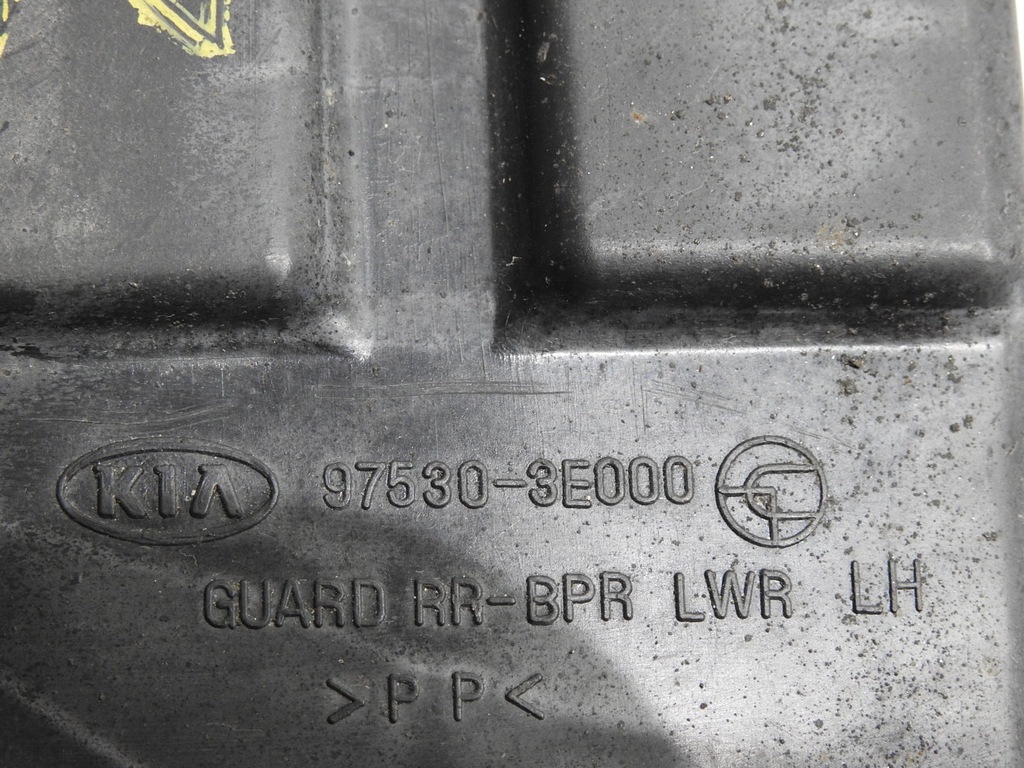 KIA 97530-3E000
GUARD RR-BPR LWR LH
>PP<